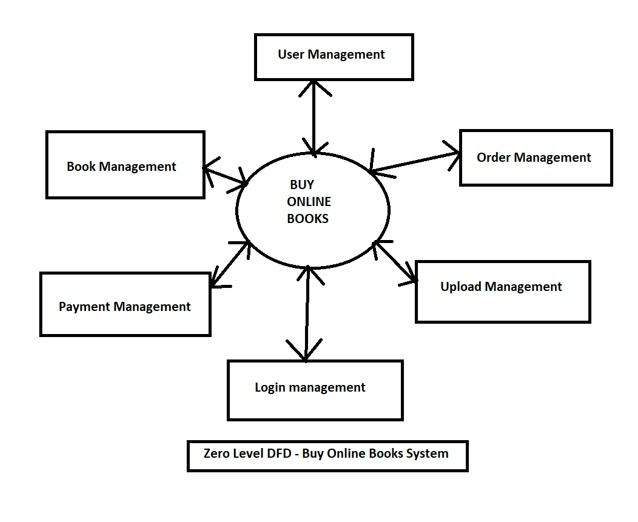 User Management
Book Management
Order Management
BUY
ONLINE
BOOKS
Payment Management
Upload Management
Login management
Zero Level DFD - Buy Online Books System